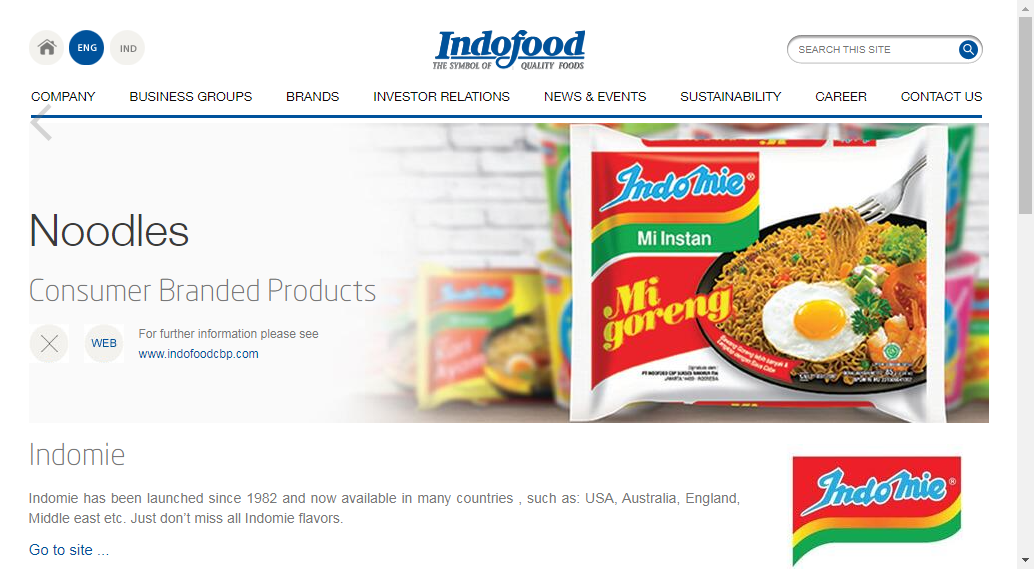 ENG
IND
Indofood
THE SYMBOL OF QUALITY FOODS
SEARCH THIS SITE
COMPANY
BUSINESS GROUPS
BRANDS
INVESTOR RELATIONS
NEWS & EVENTS
SUSTAINABILITY
CAREER
CONTACT US
Noodles
Consumer Branded Products
WEB
For further information please see
www.indofoodcbp.com
Indomie
Mi Instan
Mi
goreng
Indomie
Indomie has been launched since 1982 and now available in many countries , such as: USA, Australia, England,
Middle east etc. Just don't miss all Indomie flavors.
Go to site ...
Indomie